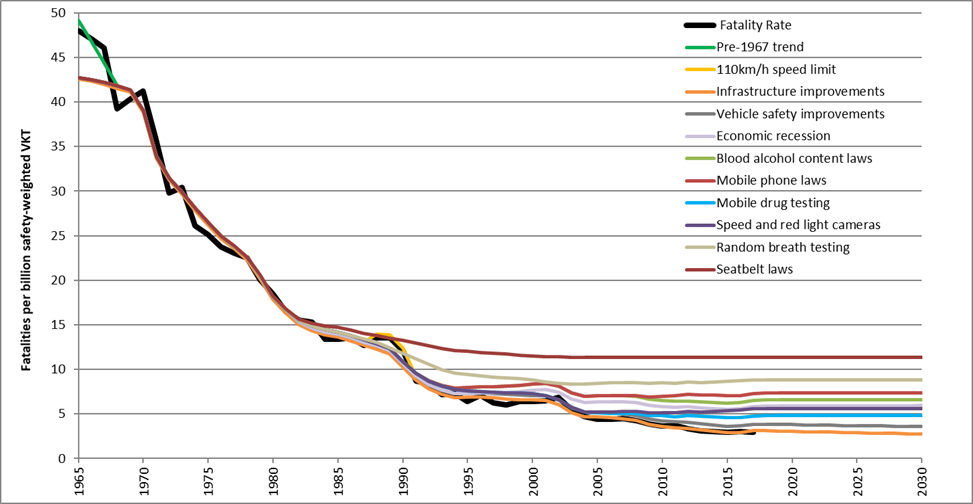 50
45
40
35
30
25
20
15
10
5
0
Fatalities per billion safety-weighted VKT
Fatality Rate
Pre-1967 trend
110km/h speed limit
Infrastructure improvements
Vehicle safety improvements
Economic recession
Blood alcohol content laws
Mobile phone laws
Mobile drug testing
Speed and red light cameras
Random breath testing
Seatbelt laws
1965
1970
1975
1980
1985
1990
1995
2000
2005
2010
2015
2020
2025
2030